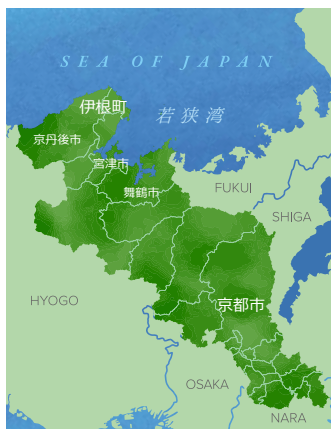 SEA OF JAPAN
伊根町
若狭湾
京丹後市
宮津市
舞鶴市
FUKUI
SHIGA
HYOGO
京都市
OSAKA
NARA